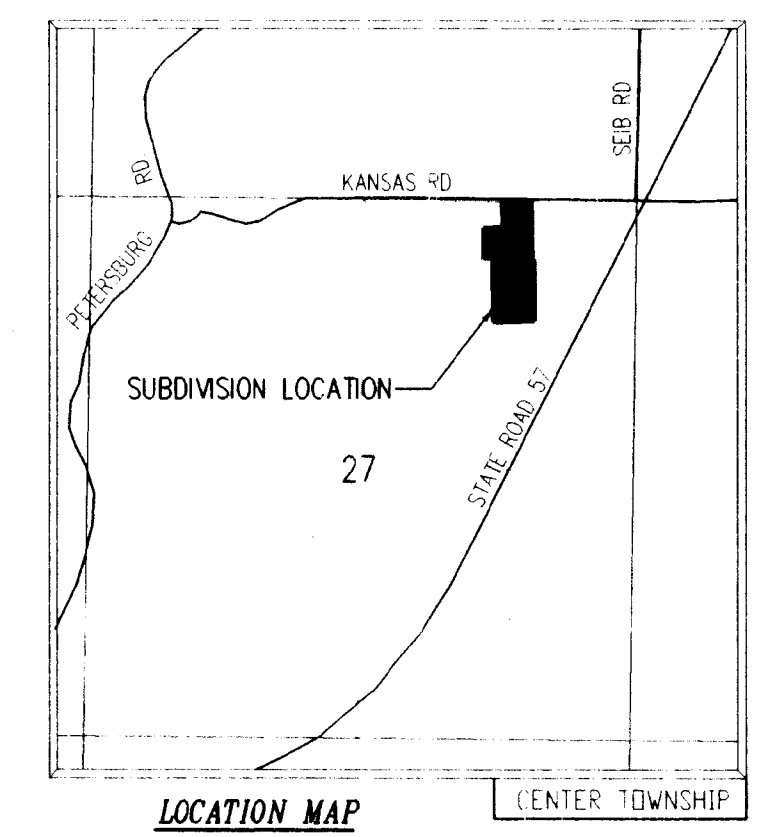 SEIB RD
KANSAS RD
PETERSBURG RD
SUBDIVISION LOCATION
27
STATE ROAD 57
LOCATION MAP
CENTER TOWNSHIP